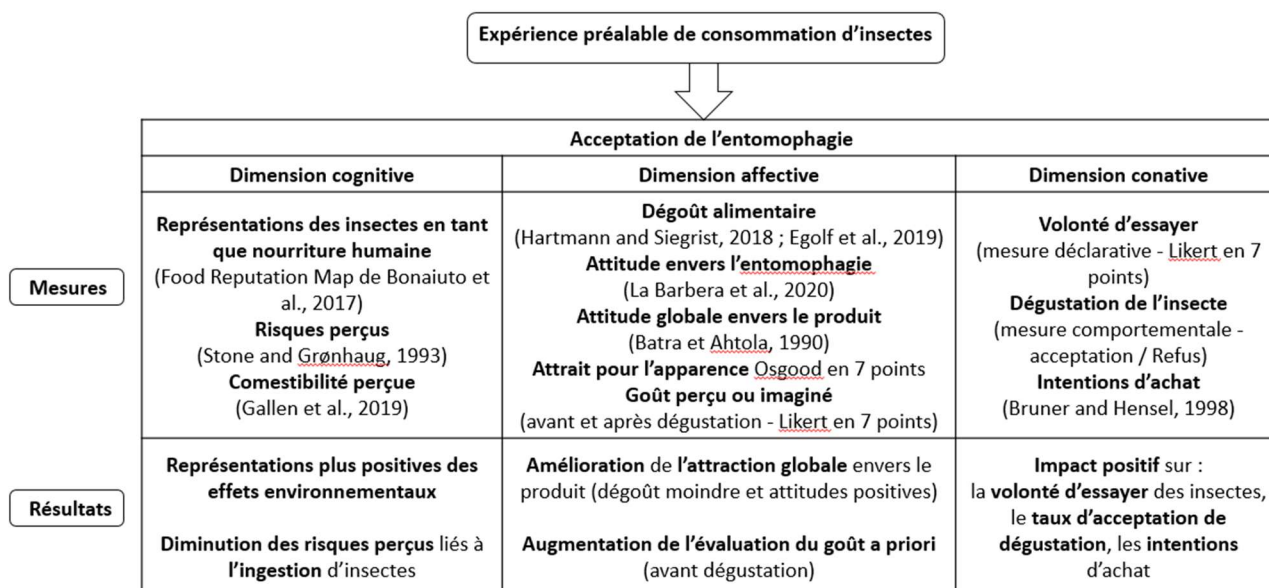 Expérience préalable de consommation d'insectes
Acceptation de l'entomophagie
Dimension cognitive
Dimension affective
Dimension conative
Mesures
Représentations des insectes en tant
que nourriture humaine
(Food Reputation Map de Bonaiuto et
al., 2017)
Risques perçus
(Stone and Grønhaug, 1993)
Comestibilité perçue
(Gallen et al., 2019)
Dégoût alimentaire
(Hartmann and Siegrist, 2018 ; Egolf et al., 2019)
Attitude envers l'entomophagie
(La Barbera et al., 2020)
Attitude globale envers le produit
(Batra et Ahtola, 1990)
Attrait pour l'apparence Osgood en 7 points
Goût perçu ou imaginé
(avant et après dégustation - Likert en 7 points)
Volonté d'essayer
(mesure déclarative - Likert en 7
points)
Dégustation de l'insecte
(mesure comportementale -
acceptation / Refus)
Intentions d'achat
(Bruner and Hensel, 1998)
Résultats
Représentations plus positives des
effets environnementaux
Diminution des risques perçus liés à
l'ingestion d'insectes
Amélioration de l'attraction globale envers le
produit (dégoût moindre et attitudes positives)
Augmentation de l'évaluation du goût a priori
(avant dégustation)
Impact positif sur :
la volonté d'essayer des insectes,
le taux d'acceptation de
dégustation, les intentions
d'achat